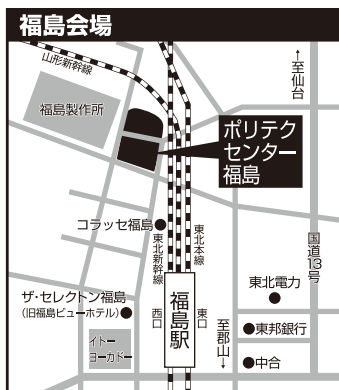 福島会場
山形新幹線
↑至仙台
福島製作所
ポリテク
センター
福島
コラッセ福島
東北新幹線
東北本線
国道13号
東北電力
ザ・セレクトン福島
(旧福島ビューホテル)
西口
福島駅
東口
至郡山↓
東邦銀行
イトー
ヨーカドー
中合